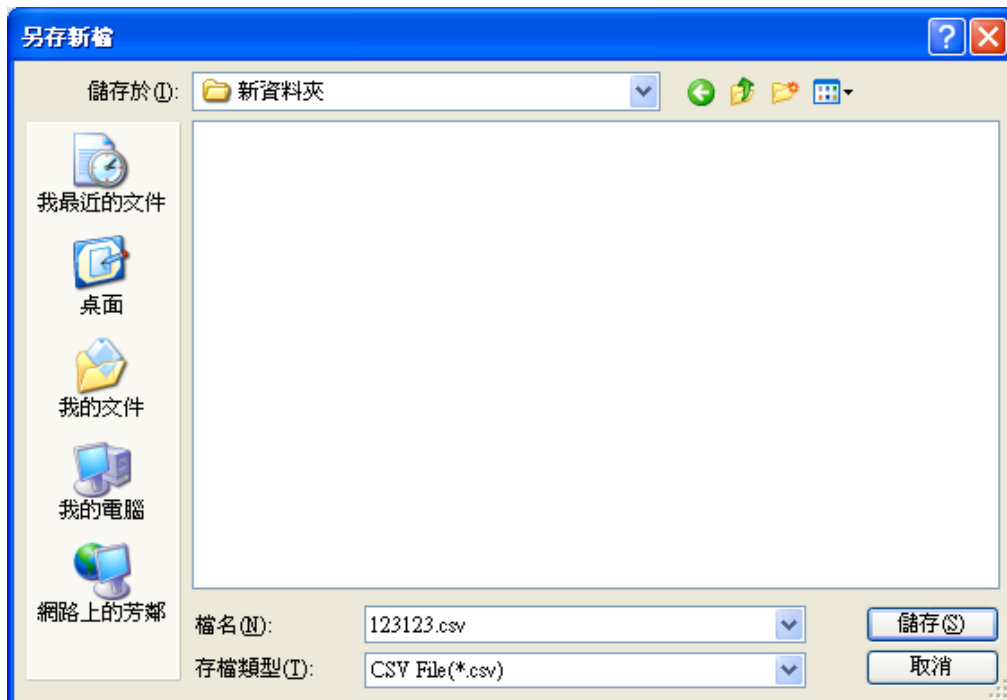 另存新檔
儲存於(I):
新資料夾
我最近的文件
桌面
我的文件
我的電腦
網路上的芳鄰
檔名(N):
123123.csv
儲存(S)
存檔類型(T):
CSV File(*.csv)
取消